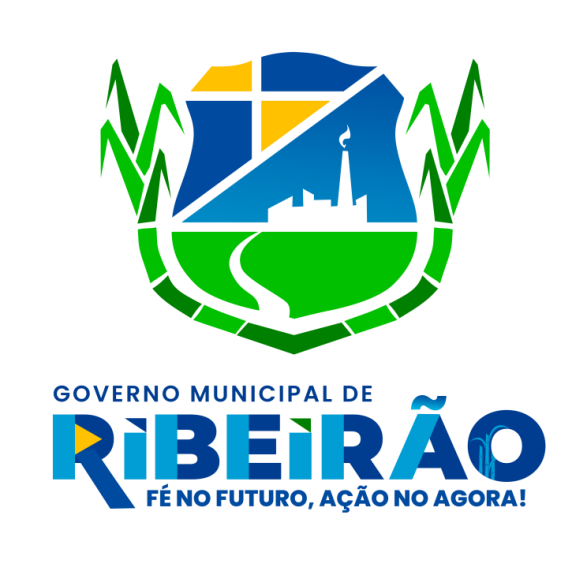 GOVERNO MUNICIPAL DE
RIBEIRÃO
FÉ NO FUTURO, AÇÃO NO AGORA!